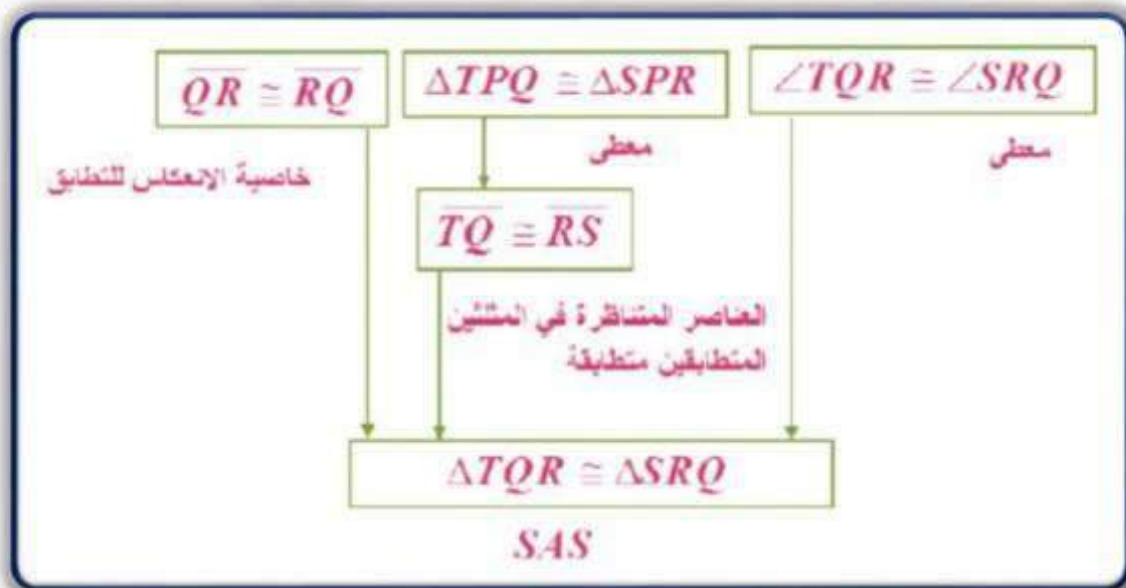 ∠TQR ≅ ∠SRQ
ΔTPQ ≅ ΔSPR
QR ≅ RQ
معطى
معطى
خاصية الانعكاس للتطابق
TQ ≅ RS
العناصر المتناظرة في المثلثين
المتطابقين متطابقة
ΔTQR ≅ ΔSRQ
SAS